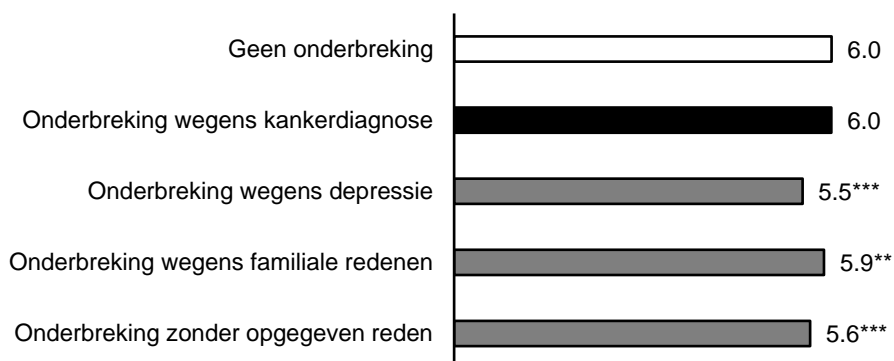 Geen onderbreking 6.0
Onderbreking wegens kankerdiagnose 6.0
Onderbreking wegens depressie 5.5***
Onderbreking wegens familiale redenen 5.9**
Onderbreking zonder opgegeven reden 5.6***